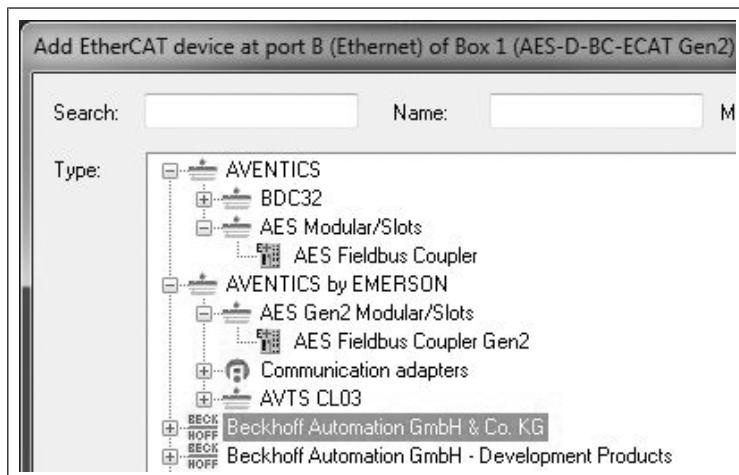 Add EtherCAT device at port B (Ethernet) of Box 1 (AES-D-BC-ECAT Gen2)
Search: Name: M
Type:
AVENTICS
BDC32
AES Modular/Slots
AES Fieldbus Coupler
AVENTICS by EMERSON
AES Gen2 Modular/Slots
AES Fieldbus Coupler Gen2
Communication adapters
AVTS CL03
BECK HOFF Beckhoff Automation GmbH & Co. KG
BECK HOFF Beckhoff Automation GmbH - Development Products